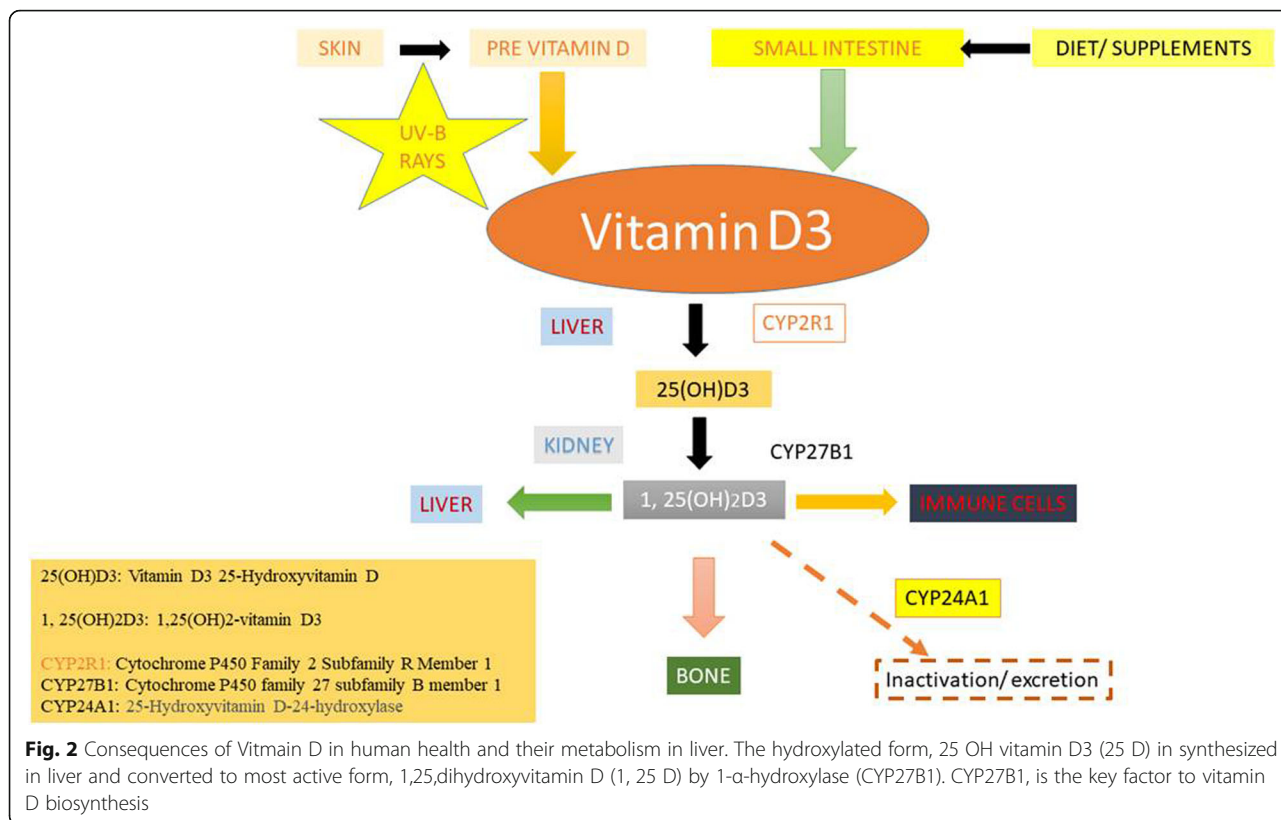 SKIN
PRE VITAMIN D
SMALL INTESTINE
DIET/ SUPPLEMENTS
UV-B
RAYS
Vitamin D3
LIVER
CYP2R1
25(OH)D3
KIDNEY
CYP27B1
LIVER
1, 25(OH)2D3
IMMUNE CELLS
25(OH)D3: Vitamin D3 25-Hydroxyvitamin D
1, 25(OH)2D3: 1,25(OH)2-vitamin D3
CYP2R1: Cytochrome P450 Family 2 Subfamily R Member 1
CYP27B1: Cytochrome P450 family 27 subfamily B member 1
CYP24A1: 25-Hydroxyvitamin D-24-hydroxylase
BONE
CYP24A1
Inactivation/excretion
Fig. 2 Consequences of Vitmain D in human health and their metabolism in liver. The hydroxylated form, 25 OH vitamin D3 (25 D) in synthesized
in liver and converted to most active form, 1,25,dihydroxyvitamin D (1, 25 D) by 1-α-hydroxylase (CYP27B1). CYP27B1, is the key factor to vitamin
D biosynthesis